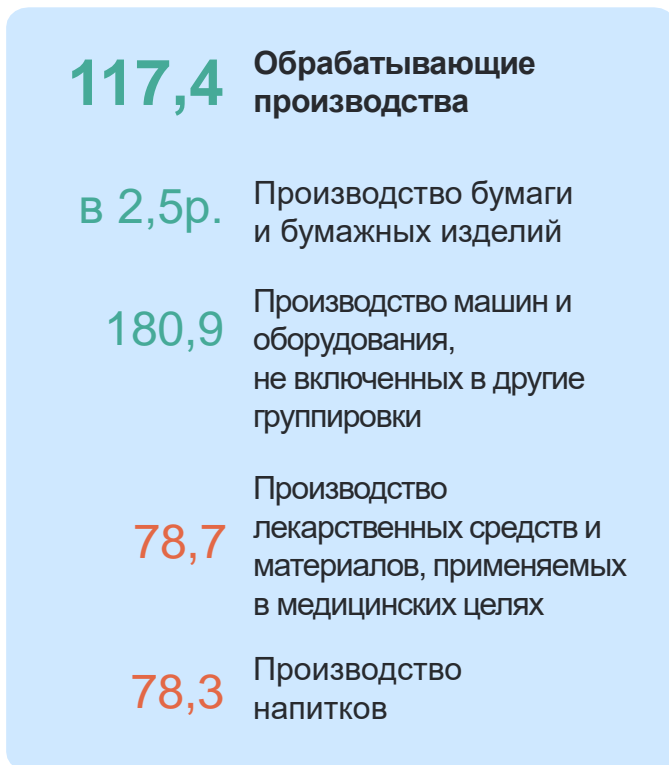 117,4
Обрабатывающие
производства
в 2,5р.
Производство бумаги
и бумажных изделий
180,9
Производство машин и
оборудования,
не включенных в другие
группировки
78,7
Производство
лекарственных средств и
материалов, применяемых
в медицинских целях
78,3
Производство
напитков